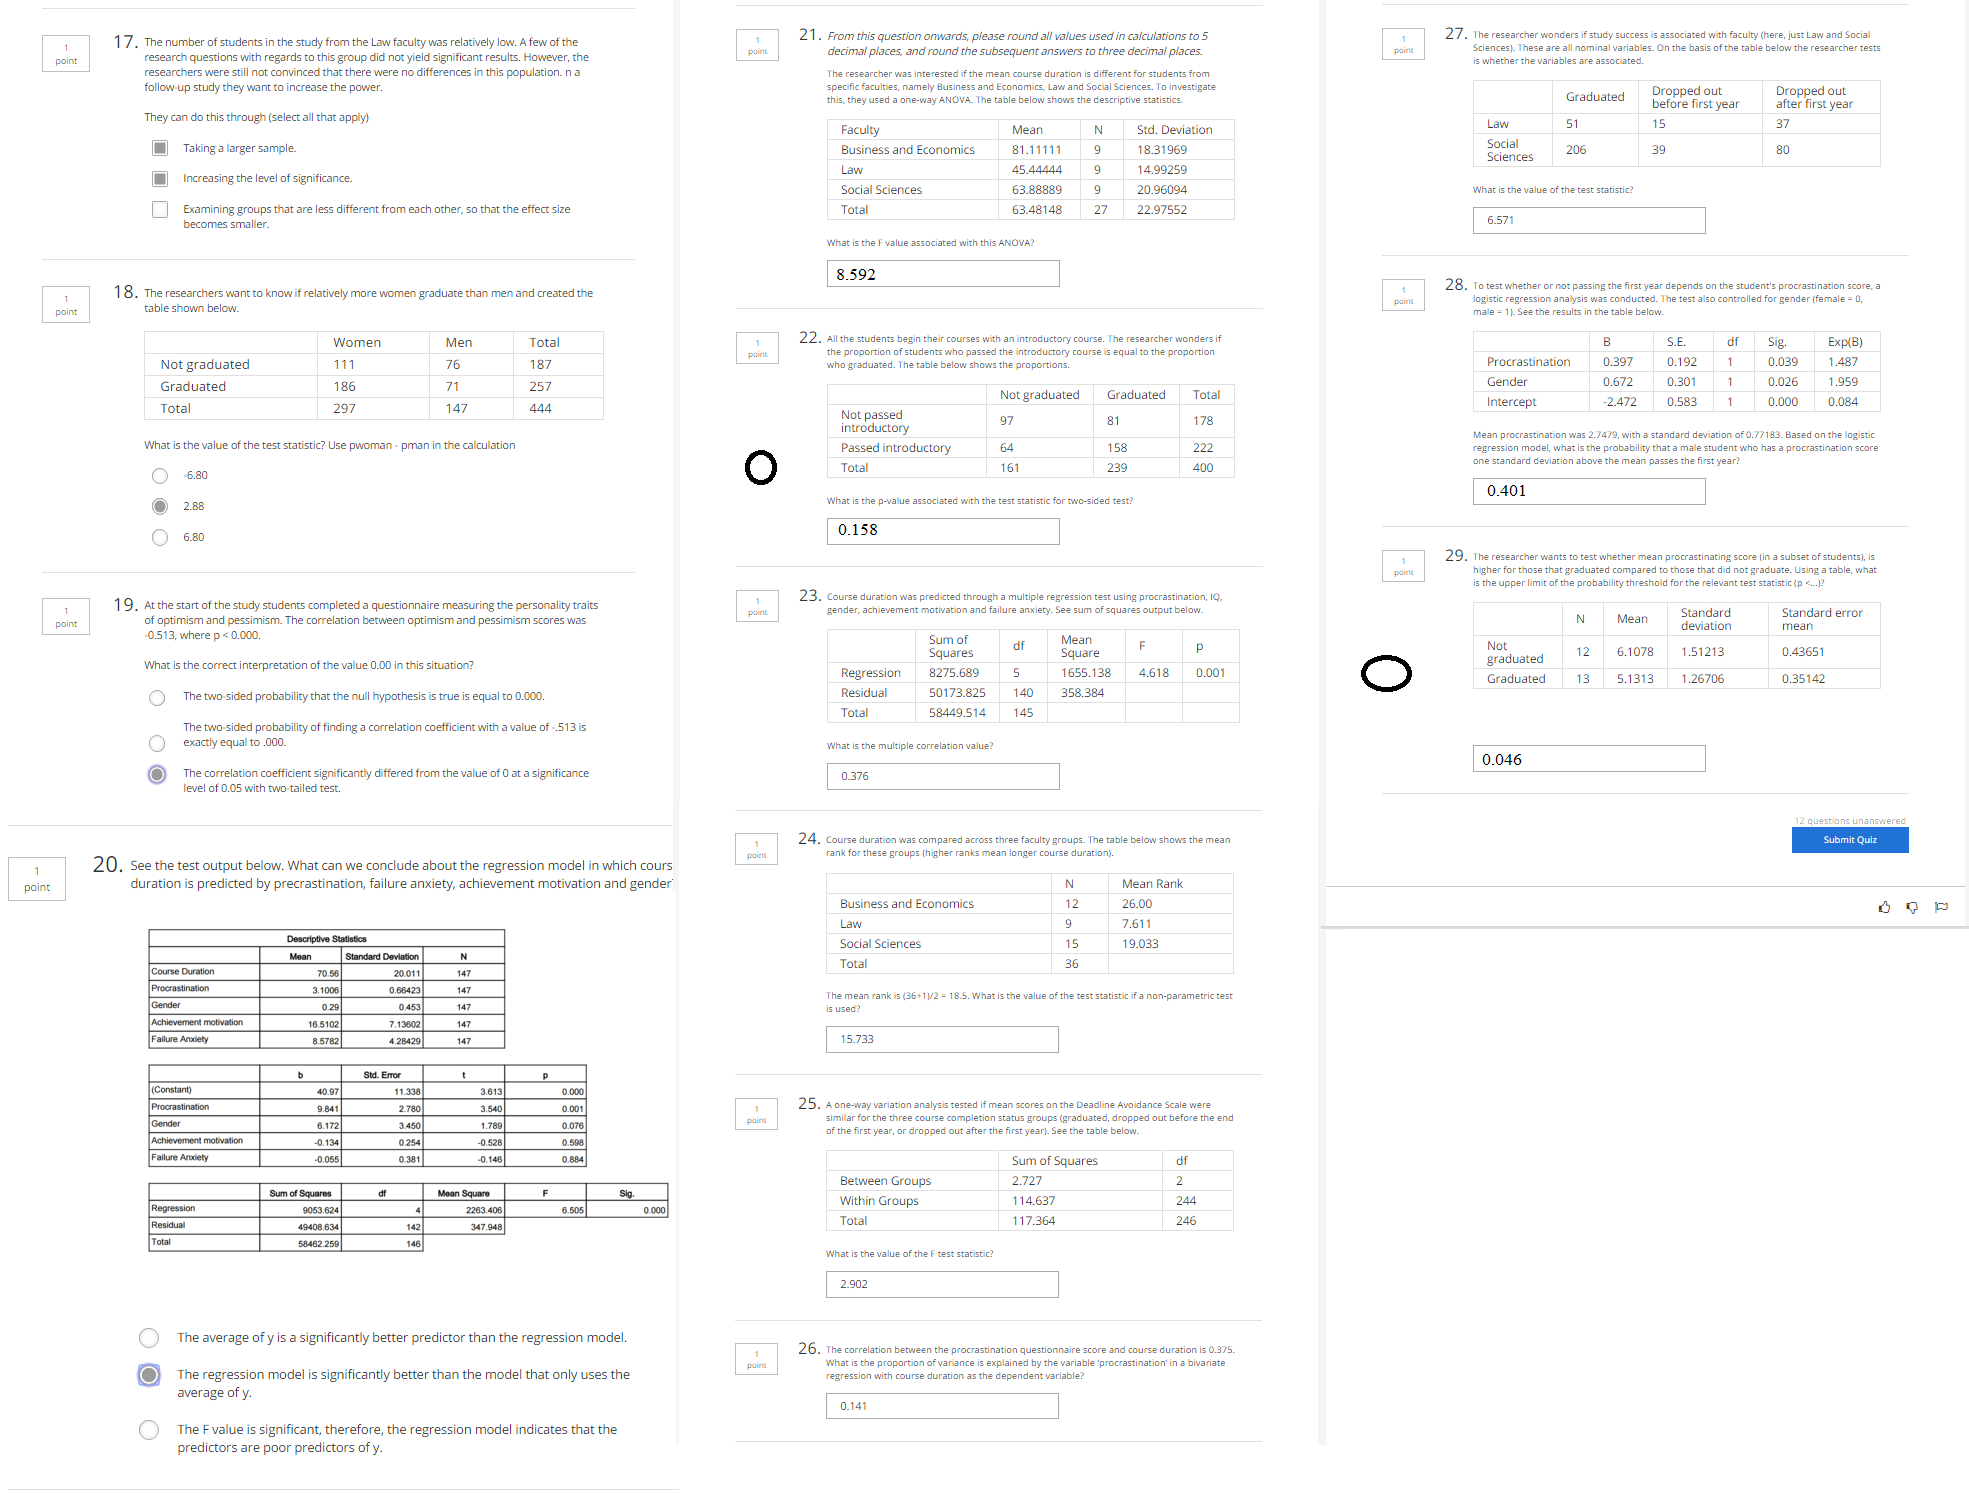 1
point
17. The number of students in the study from the Law faculty was relatively low. A few of the
research questions with regards to this group did not yield significant results. However, the
researchers were still not convinced that there were no differences in this population. n a
follow-up study they want to increase the power.
They can do this through (select all that apply)
Taking a larger sample.
Increasing the level of significance.
Examining groups that are less different from each other, so that the effect size
becomes smaller.
1
point
18. The researchers want to know if relatively more women graduate than men and created the
table shown below.
Women Men Total
Not graduated 111 76 187
Graduated 186 71 257
Total 297 147 444
What is the value of the test statistic? Use pwoman - pman in the calculation
-6.80
2.88
6.80
1
point
19. At the start of the study students completed a questionnaire measuring the personality traits
of optimism and pessimism. The correlation between optimism and pessimism scores was
-0.513, where p < 0.000.
What is the correct interpretation of the value 0.00 in this situation?
The two-sided probability that the null hypothesis is true is equal to 0.000.
The two-sided probability of finding a correlation coefficient with a value of -.513 is
exactly equal to .000.
The correlation coefficient significantly differed from the value of 0 at a significance
level of 0.05 with two-tailed test.
1
point
20. See the test output below. What can we conclude about the regression model in which cours
duration is predicted by precrastination, failure anxiety, achievement motivation and gender
Descriptive Statistics
Mean Standard Deviation N
Course Duration 70.56 20.011 147
Procrastination 3.1006 0.66423 147
Gender 0.29 0.453 147
Achievement motivation 16.5102 7.13602 147
Failure Anxiety 8.5782 4.28429 147
b Std. Error t p
(Constant) 40.97 11.338 3.613 0.000
Procrastination 9.841 2.780 3.540 0.001
Gender 6.172 3.450 1.789 0.076
Achievement motivation -0.134 0.254 -0.528 0.598
Failure Anxiety -0.055 0.381 -0.146 0.884
Sum of Squares df Mean Square F Sig.
Regression 9053.624 4 2263.406 6.505 0.000
Residual 49408.634 142 347.948
Total 58462.259 146
The average of y is a significantly better predictor than the regression model.
The regression model is significantly better than the model that only uses the
average of y.
The F value is significant, therefore, the regression model indicates that the
predictors are poor predictors of y.
1
point
21. From this question onwards, please round all values used in calculations to 5
decimal places, and round the subsequent answers to three decimal places.
The researcher was interested if the mean course duration is different for students from
specific faculties, namely Business and Economics, Law and Social Sciences. To investigate
this, they used a one-way ANOVA. The table below shows the descriptive statistics.
Faculty Mean N Std. Deviation
Business and Economics 81.11111 9 18.31969
Law 45.44444 9 14.99259
Social Sciences 63.88889 9 20.96094
Total 63.48148 27 22.97552
What is the F value associated with this ANOVA?
8.592
1
point
22. All the students begin their courses with an introductory course. The researcher wonders if
the proportion of students who passed the introductory course is equal to the proportion
who graduated. The table below shows the proportions.
Not graduated Graduated Total
Not passed
introductory 97 81 178
Passed introductory 64 158 222
Total 161 239 400
What is the p-value associated with the test statistic for two-sided test?
0.158
1
point
23. Course duration was predicted through a multiple regression test using procrastination, IQ,
gender, achievement motivation and failure anxiety. See sum of squares output below.
Sum of
Squares df Mean
Square F p
Regression 8275.689 5 1655.138 4.618 0.001
Residual 50173.825 140 358.384
Total 58449.514 145
What is the multiple correlation value?
0.376
1
point
24. Course duration was compared across three faculty groups. The table below shows the mean
rank for these groups (higher ranks mean longer course duration).
N Mean Rank
Business and Economics 12 26.00
Law 9 7.611
Social Sciences 15 19.033
Total 36
The mean rank is (36+1)/2 = 18.5. What is the value of the test statistic if a non-parametric test
is used?
15.733
1
point
25. A one-way variation analysis tested if mean scores on the Deadline Avoidance Scale were
similar for the three course completion status groups (graduated, dropped out before the end
of the first year, or dropped out after the first year). See the table below.
Sum of Squares df
Between Groups 2.727 2
Within Groups 114.637 244
Total 117.364 246
What is the value of the F test statistic?
2.902
1
point
26. The correlation between the procrastination questionnaire score and course duration is 0.375.
What is the proportion of variance is explained by the variable 'procrastination' in a bivariate
regression with course duration as the dependent variable?
0.141
1
point
27. The researcher wonders if study success is associated with faculty (here, just Law and Social
Sciences). These are all nominal variables. On the basis of the table below the researcher tests
is whether the variables are associated.
Graduated Dropped out
before first year Dropped out
after first year
Law 51 15 37
Social
Sciences 206 39 80
What is the value of the test statistic?
6.571
1
point
28. To test whether or not passing the first year depends on the student's procrastination score, a
logistic regression analysis was conducted. The test also controlled for gender (female = 0,
male = 1). See the results in the table below.
B S.E. df Sig. Exp(B)
Procrastination 0.397 0.192 1 0.039 1.487
Gender 0.672 0.301 1 0.026 1.959
Intercept -2.472 0.583 1 0.000 0.084
Mean procrastination was 2.7479, with a standard deviation of 0.77183. Based on the logistic
regression model, what is the probability that a male student who has a procrastination score
one standard deviation above the mean passes the first year?
0.401
1
point
29. The researcher wants to test whether mean procrastinating score (in a subset of students), is
higher for those that graduated compared to those that did not graduate. Using a table, what
is the upper limit of the probability threshold for the relevant test statistic (p <...)?
N Mean Standard
deviation Standard error
mean
Not
graduated 12 6.1078 1.51213 0.43651
Graduated 13 5.1313 1.26706 0.35142
0.046
12 questions unanswered
Submit Quiz